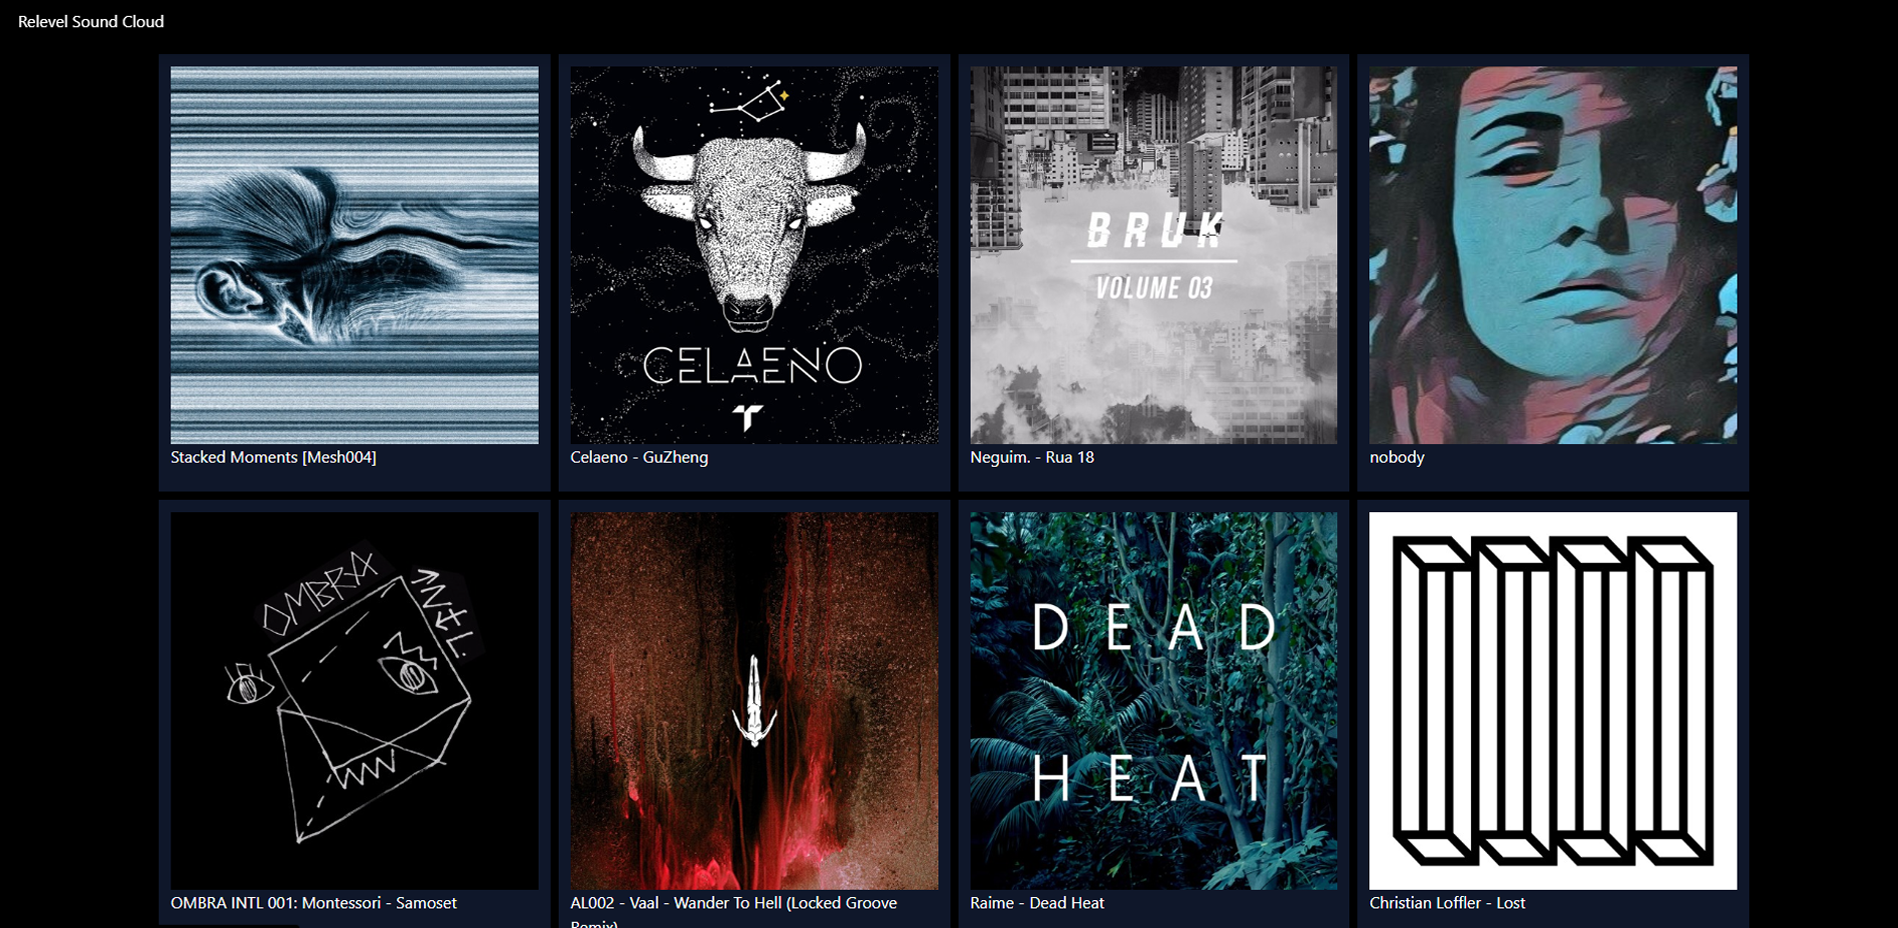 Relevel Sound Cloud
BRUK
VOLUME 03
CELAENO
Stacked Moments [Mesh004]
Celaeno - GuZheng
Neguim. - Rua 18
nobody
OMBRA
INTL.
DEAD
HEAT
OMBRA INTL 001: Montessori - Samoset
AL002 - Vaal - Wander To Hell (Locked Groove
Remix)
Raime - Dead Heat
Christian Loffler - Lost